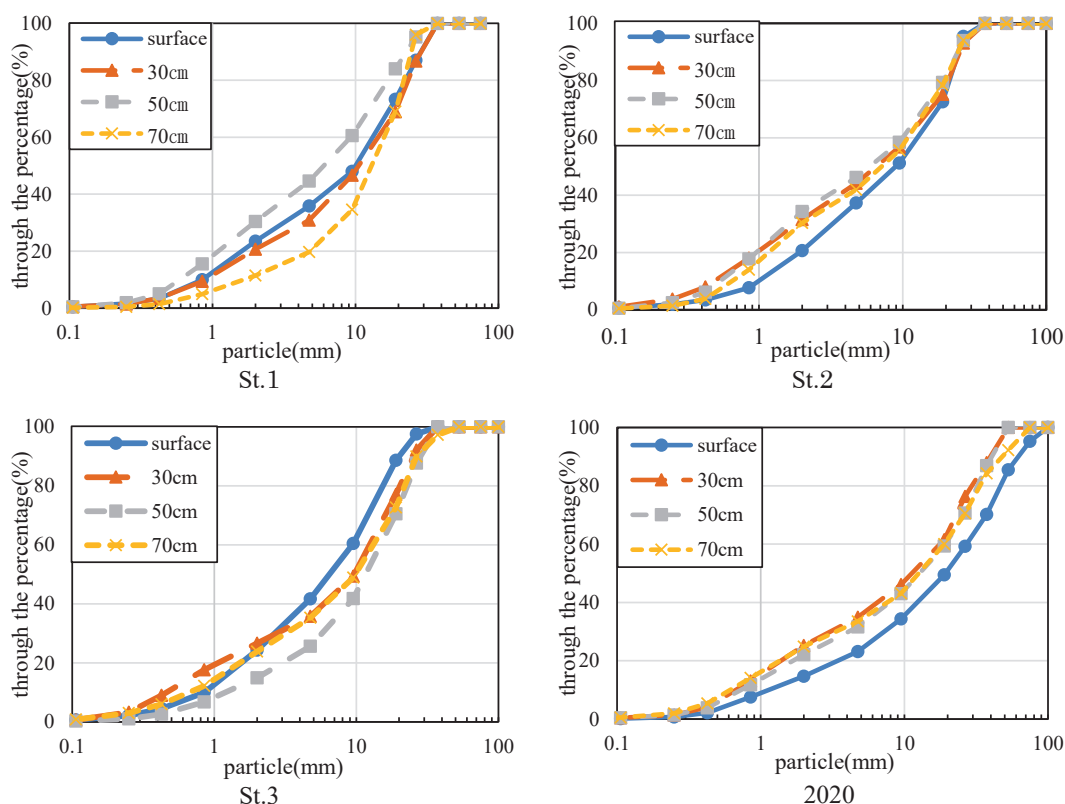 through the percentage(%)
100
80
60
40
20
0
surface
30㎝
50㎝
70㎝
0.1
1
10
100
particle(mm)
St.1
through the percentage(%)
100
80
60
40
20
0
surface
30㎝
50㎝
70㎝
0.1
1
10
100
particle(mm)
St.2
through the percentage(%)
100
80
60
40
20
0
surface
30cm
50cm
70cm
0.1
1
10
100
particle(mm)
St.3
through the percentage(%)
100
80
60
40
20
0
surface
30cm
50cm
70cm
0.1
1
10
100
particle(mm)
2020